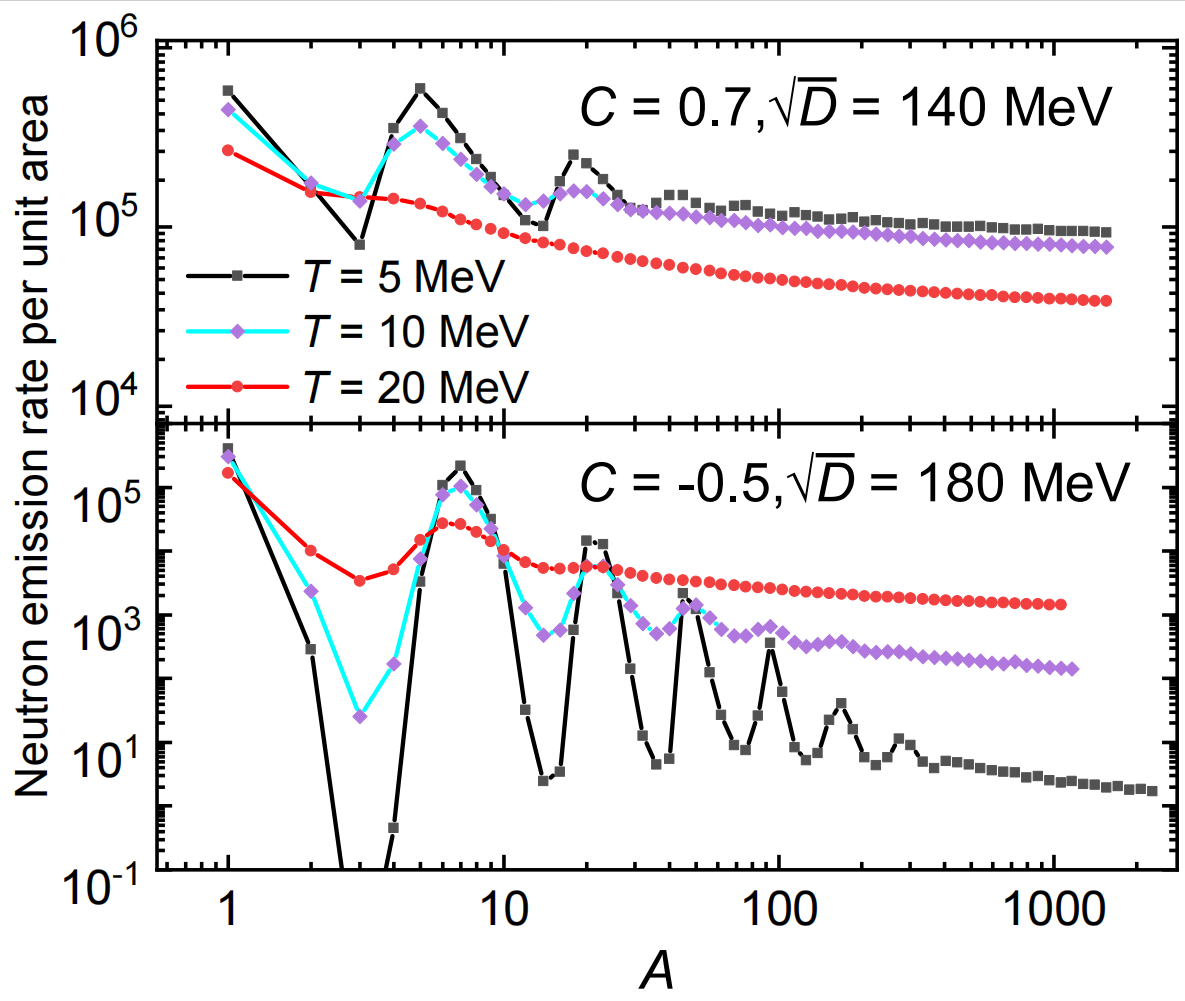 Neutron emission rate per unit area
10^6
10^5
10^4
C = 0.7, √D = 140 MeV
T = 5 MeV
T = 10 MeV
T = 20 MeV
10^5
10^3
10^1
10^-1
C = -0.5, √D = 180 MeV
1 10 100 1000
A